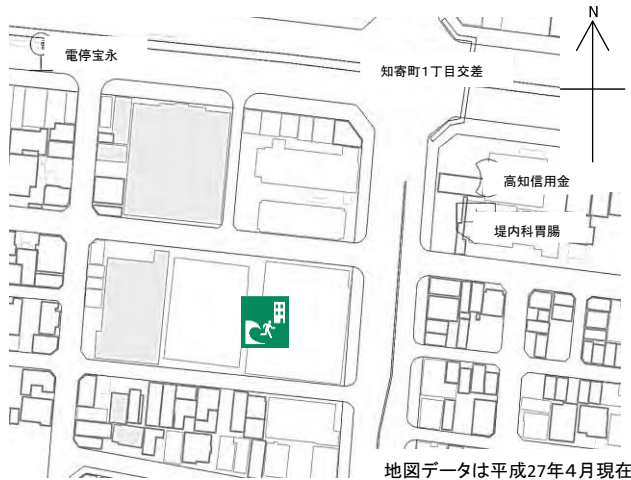 N
電停宝永
知寄町1丁目交差
高知信用金
堤内科胃腸
地図データは平成27年4月現在